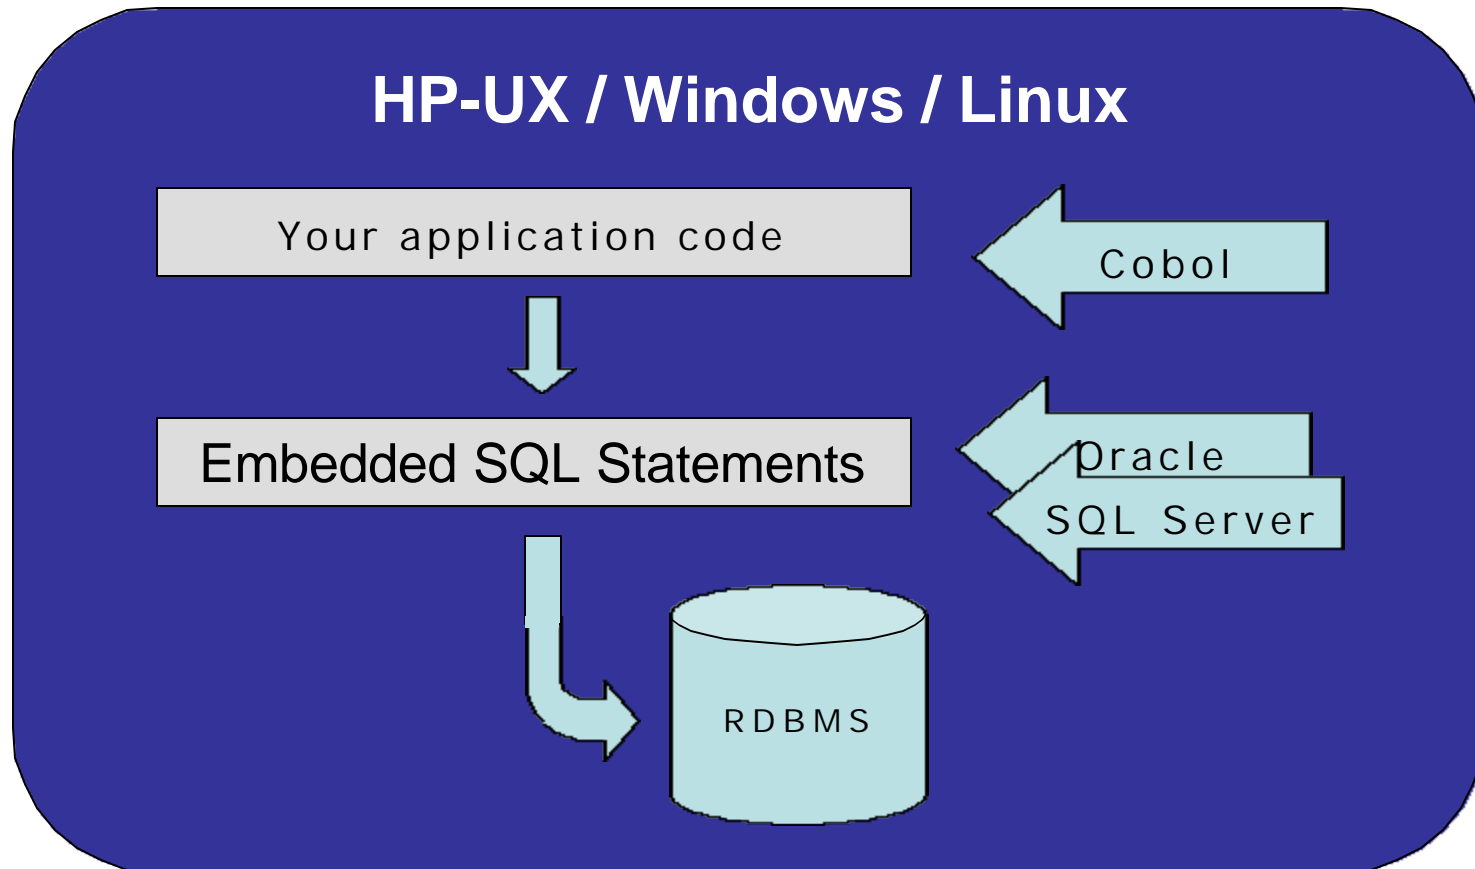 HP-UX / Windows / Linux
Your application code
Cobol
Embedded SQL Statements
Oracle
SQL Server
RDBMS